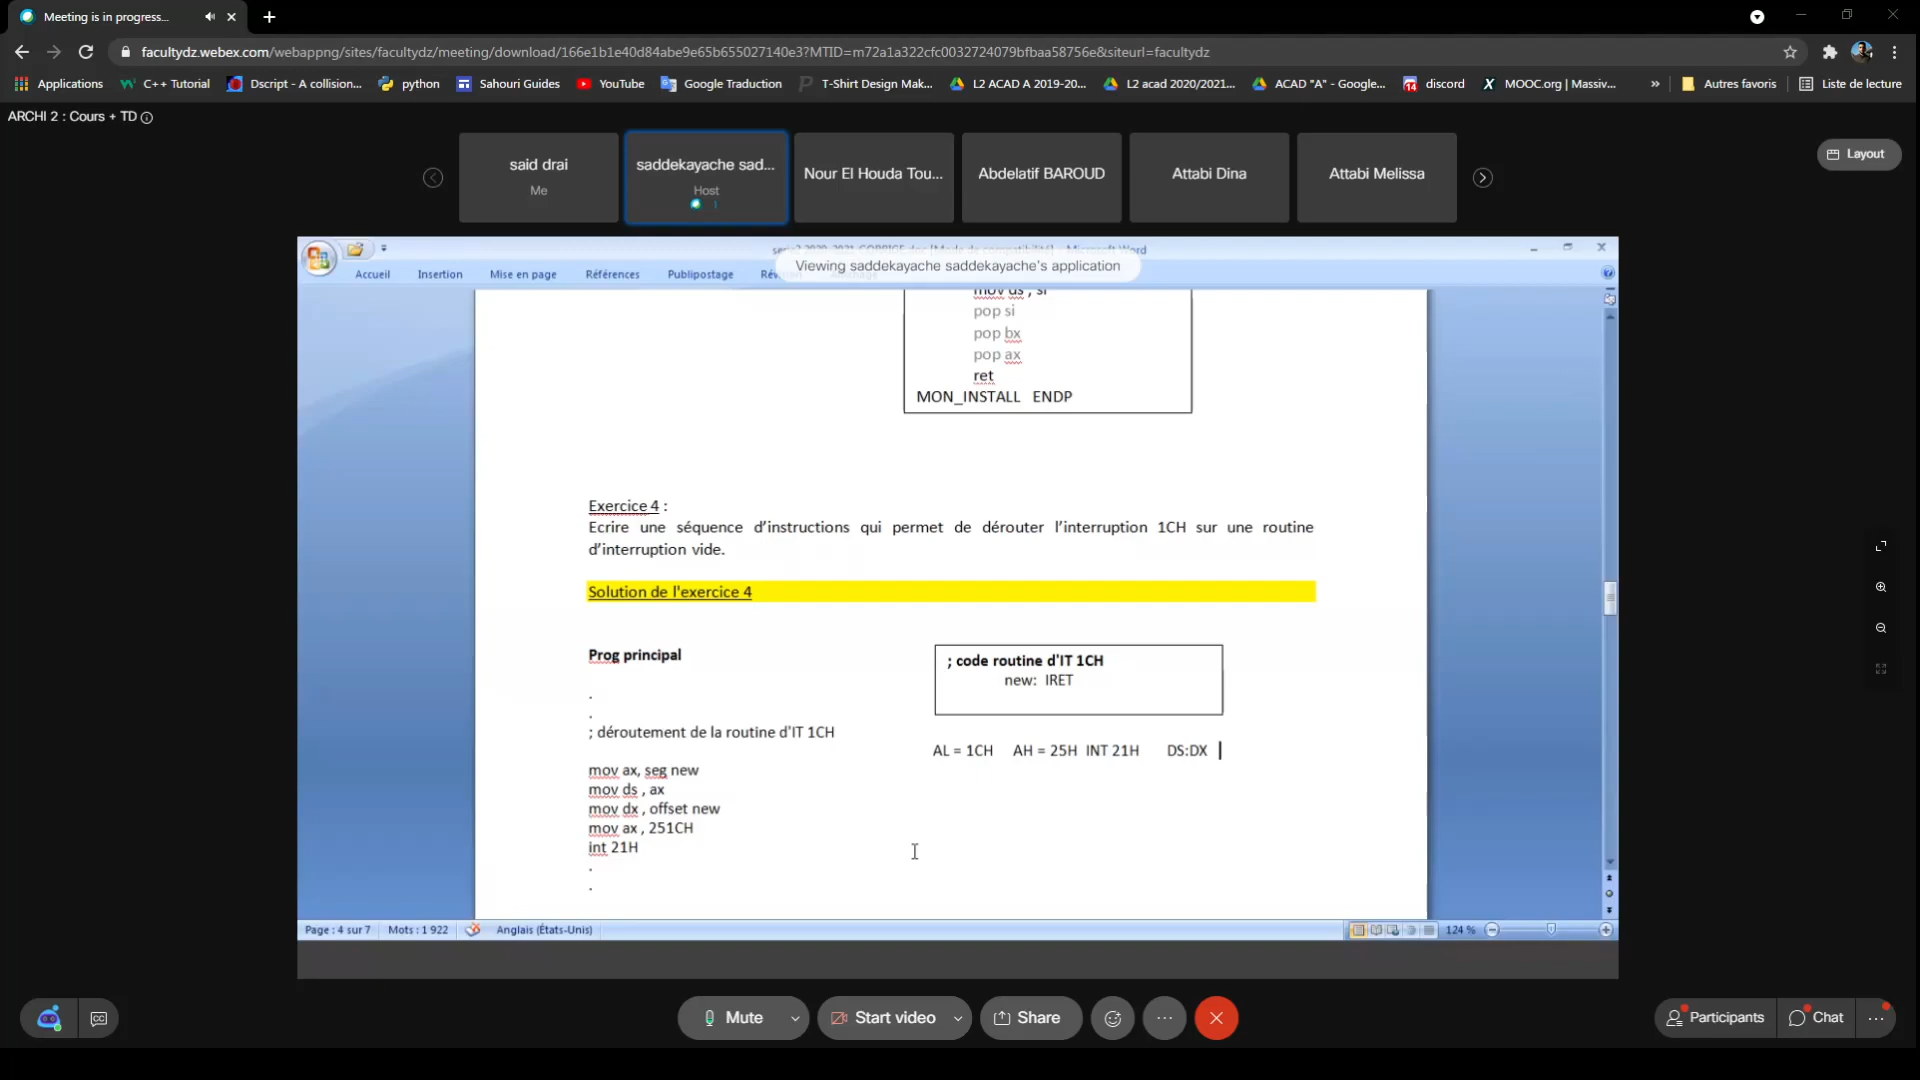 Meeting is in progress...
facultydz.webex.com/webappng/sites/facultydz/meeting/download/166e1b1e40d84abe9e65b655027140e3?MTID=m72a1a322cfc0032724079bfbaa58756e&siteurl=facultydz
Applications C++ Tutorial Dscript - A collision... python Sahouri Guides YouTube Google Traduction T-Shirt Design Mak... L2 ACAD A 2019-20... L2 acad 2020/2021... ACAD "A" - Google... 14 discord MOOC.org | Massiv... » Autres favoris Liste de lecture
ARCHI 2 : Cours + TD
said drai
Me
saddekayache sad...
Host
Nour El Houda Tou...
Abdelatif BAROUD
Attabi Dina
Attabi Melissa
Layout
Microsoft Word
Viewing saddekayache saddekayache's application
Accueil Insertion Mise en page Références Publipostage
mov ds , si
pop si
pop bx
pop ax
ret
MON_INSTALL ENDP
Exercice 4 :
Ecrire une séquence d'instructions qui permet de dérouter l'interruption 1CH sur une routine
d'interruption vide.
Solution de l'exercice 4
Prog principal
.
.
; déroutement de la routine d'IT 1CH
mov ax, seg new
mov ds , ax
mov dx , offset new
mov ax , 251CH
int 21H
.
.
; code routine d'IT 1CH
new: IRET
AL = 1CH AH = 25H INT 21H DS:DX
Page : 4 sur 7 Mots : 1 922 Anglais (États-Unis) 124 %
CC
Mute Start video Share Participants Chat